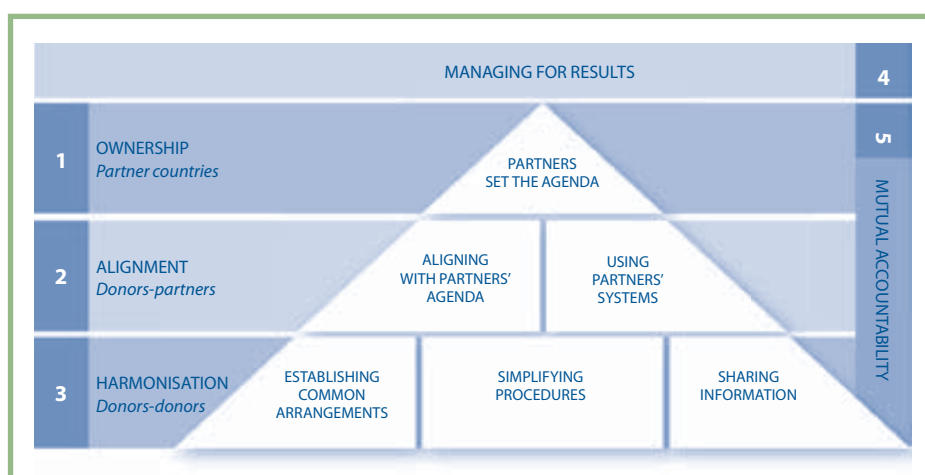 MANAGING FOR RESULTS
4
1
OWNERSHIP
Partner countries
PARTNERS
SET THE AGENDA
5
MUTUAL ACCOUNTABILITY
2
ALIGNMENT
Donors-partners
ALIGNING
WITH PARTNERS’
AGENDA
USING
PARTNERS’
SYSTEMS
3
HARMONISATION
Donors-donors
ESTABLISHING
COMMON
ARRANGEMENTS
SIMPLIFYING
PROCEDURES
SHARING
INFORMATION